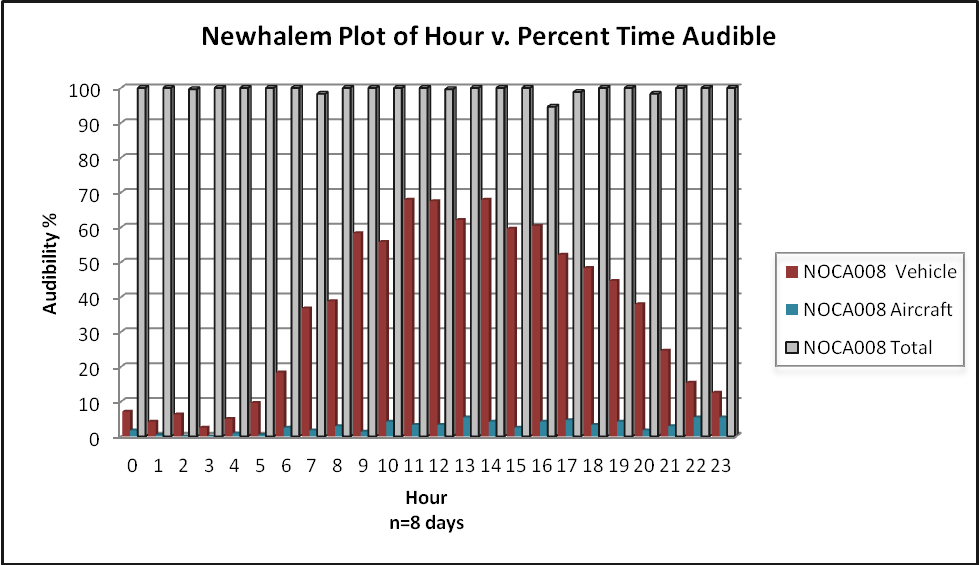 Newhalem Plot of Hour v. Percent Time Audible
100
90
80
70
60
50
40
30
20
10
0
Audibility %
0 1 2 3 4 5 6 7 8 9 10 11 12 13 14 15 16 17 18 19 20 21 22 23
Hour
n=8 days
NOCA008 Vehicle
NOCA008 Aircraft
NOCA008 Total